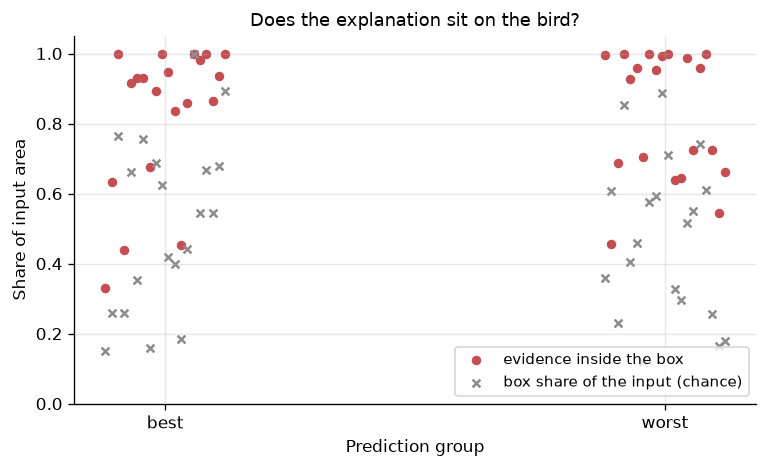 Does the explanation sit on the bird?
Share of input area
1.0
0.8
0.6
0.4
0.2
0.0
evidence inside the box
box share of the input (chance)
best
worst
Prediction group